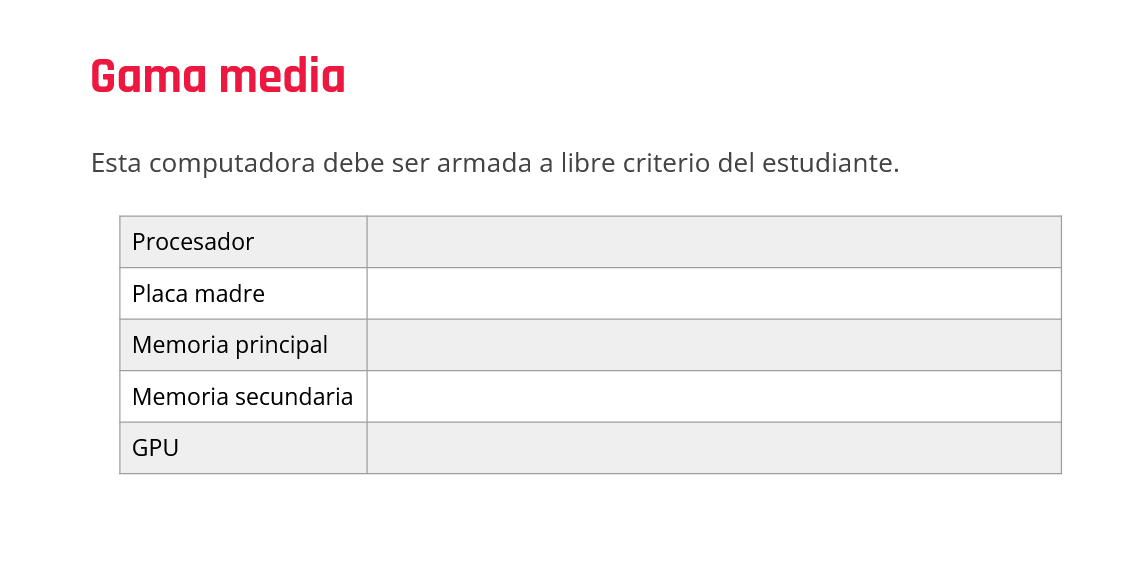 Gama media
Esta computadora debe ser armada a libre criterio del estudiante.
Procesador
Placa madre
Memoria principal
Memoria secundaria
GPU